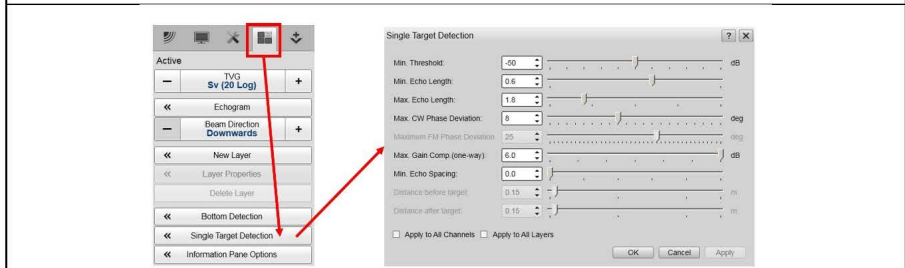 Active
TVG
Sv (20 Log)
Echogram
Beam Direction
Downwards
New Layer
Layer Properties
Delete Layer
Bottom Detection
Single Target Detection
Information Pane Options
Single Target Detection
Min. Threshold: -50 dB
Min. Echo Length: 0.6
Max. Echo Length: 1.8
Max. CW Phase Deviation: 8 deg
Maximum FM Phase Deviation 25 deg
Max. Gain Comp.(one-way): 6.0 dB
Min. Echo Spacing: 0.0
Distance before target: 0.15 m
Distance after target: 0.15 m
Apply to All Channels Apply to All Layers
OK Cancel Apply